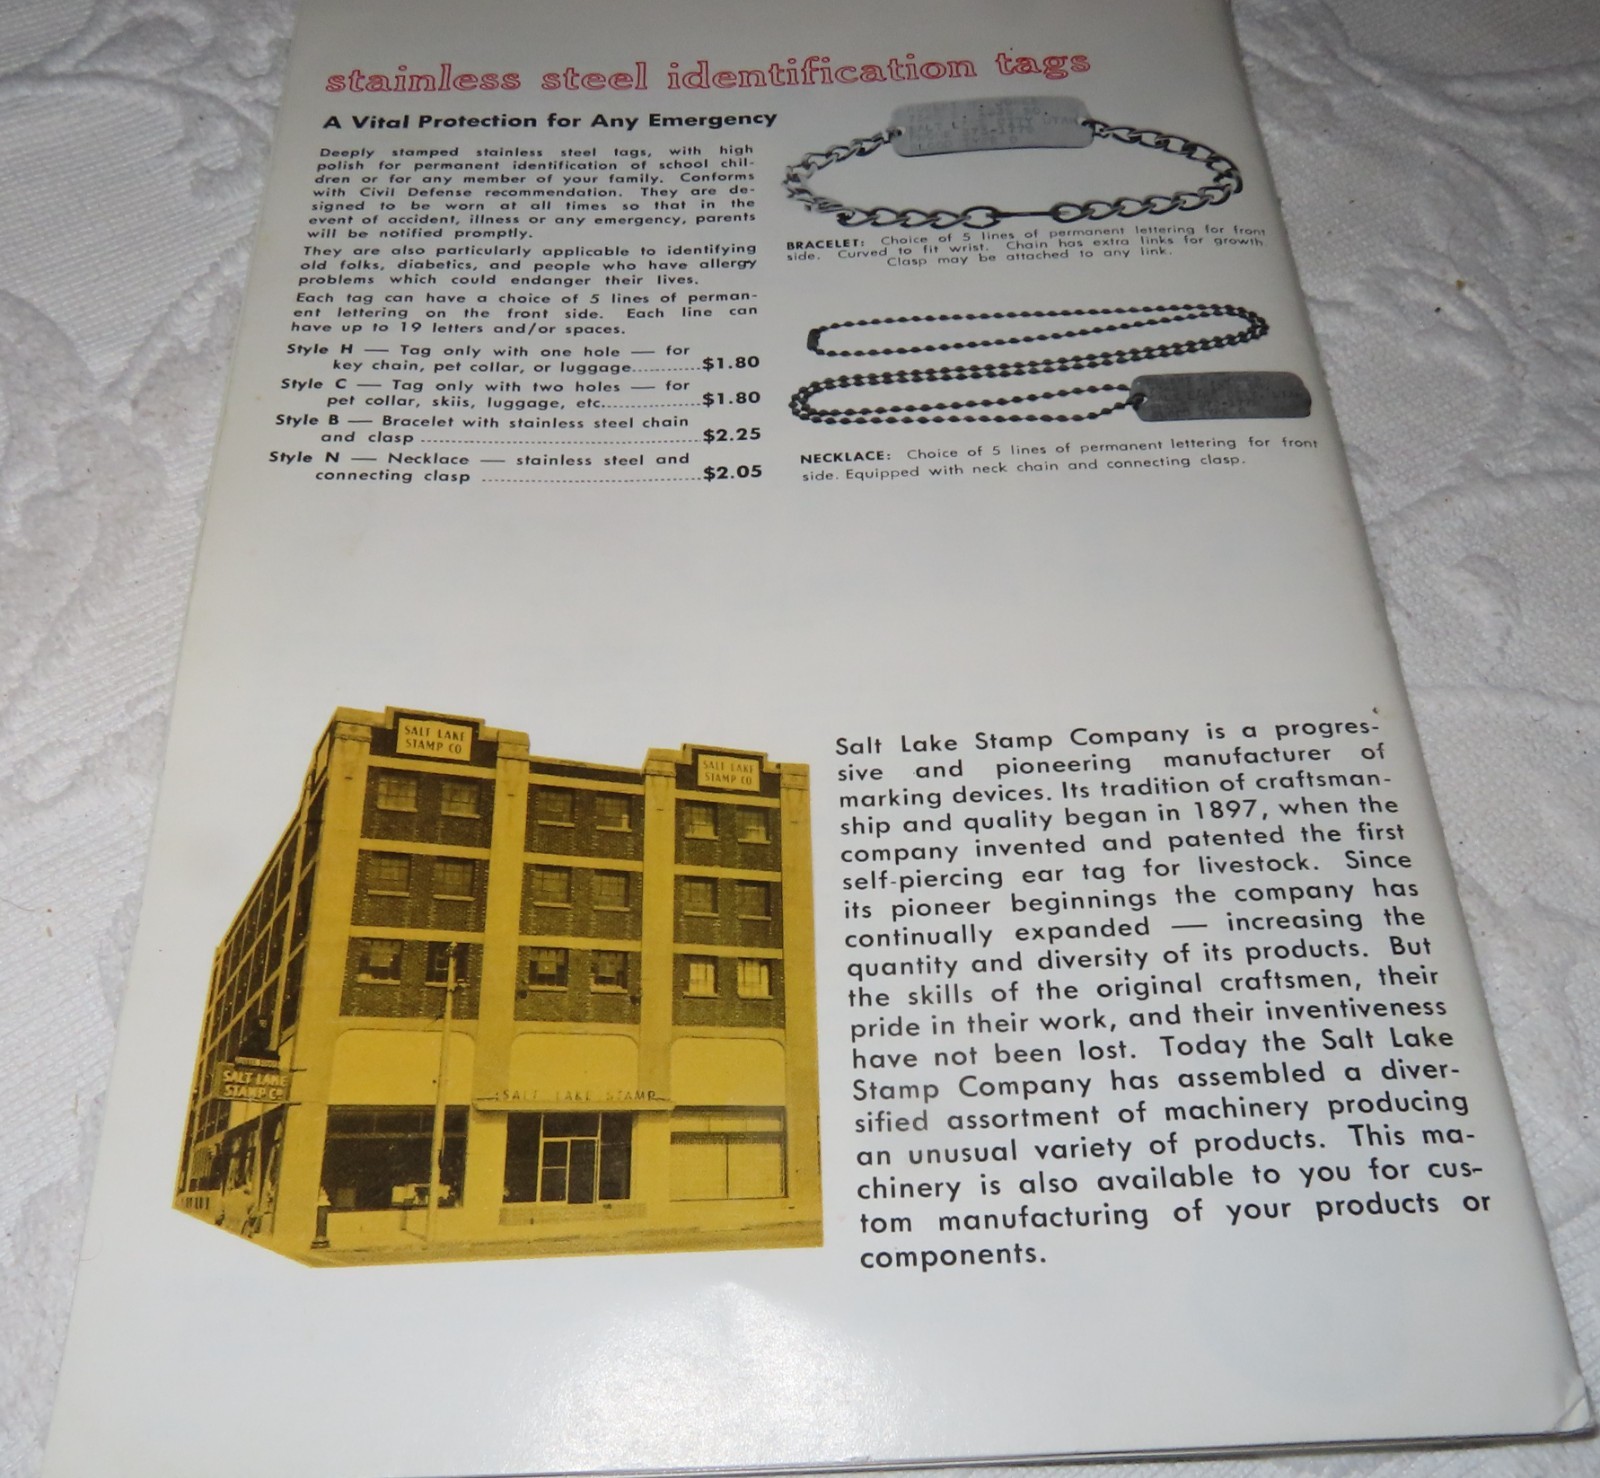 stainless steel identification tags
A Vital Protection for Any Emergency
Deeply stamped stainless steel tags, with high
polish for permanent identification of school chil-
dren or for any member of your family. Conforms
with Civil Defense recommendation. They are de-
signed to be worn at all times so that in the
event of accident, illness or any emergency, parents
will be notified promptly.
They are also particularly applicable to identifying
old folks, diabetics, and people who have allergy
problems which could endanger their lives.
Each tag can have a choice of 5 lines of perman-
ent lettering on the front side. Each line can
have up to 19 letters and/or spaces.
Style H — Tag only with one hole — for
key chain, pet collar, or luggage...........$1.80
Style C — Tag only with two holes — for
pet collar, skiis, luggage, etc...............$1.80
Style B — Bracelet with stainless steel chain
and clasp ............................................$2.25
Style N — Necklace — stainless steel and
connecting clasp ..................................$2.05
BRACELET: Choice of 5 lines of permanent lettering for front
side. Curved to fit wrist. Chain has extra links for growth.
Clasp may be attached to any link.
NECKLACE: Choice of 5 lines of permanent lettering for front
side. Equipped with neck chain and connecting clasp.
SALT LAKE
STAMP CO
SALT LAKE
STAMP CO
SALT LAKE
STAMP CO
SALT LAKE STAMP
Salt Lake Stamp Company is a progres-
sive and pioneering manufacturer of
marking devices. Its tradition of craftsman-
ship and quality began in 1897, when the
company invented and patented the first
self-piercing ear tag for livestock. Since
its pioneer beginnings the company has
continually expanded — increasing the
quantity and diversity of its products. But
the skills of the original craftsmen, their
pride in their work, and their inventiveness
have not been lost. Today the Salt Lake
Stamp Company has assembled a diver-
sified assortment of machinery producing
an unusual variety of products. This ma-
chinery is also available to you for cus-
tom manufacturing of your products or
components.